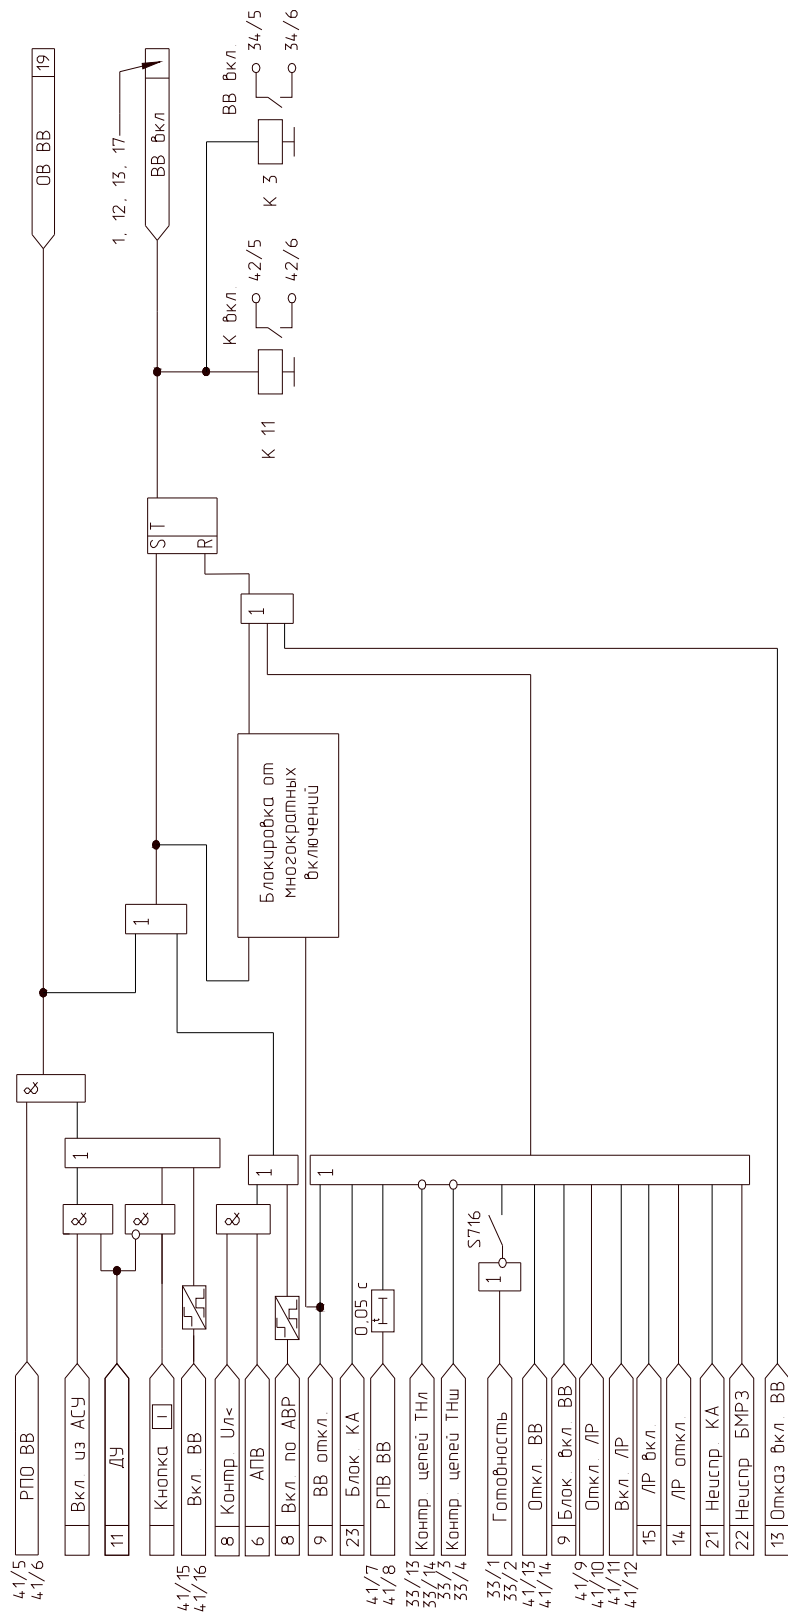 41/5
41/6
РПО ВВ
&
ОВ ВВ
19
Вкл. из АСУ
&
1
11
ДУ
Кнопка I
&
41/15
41/16
Вкл. ВВ
1
S T
R
ВВ вкл
1, 12, 13, 17
8
Контр. Uл<
&
6
АПВ
1
8
Вкл. по АВР
Блокировка от
многократных
включений
1
К 11
К вкл.
42/5
42/6
К 3
ВВ вкл.
34/5
34/6
9
ВВ откл.
1
23
Блок. КА
41/7
41/8
РПВ ВВ
t
0,05 с
33/13
33/14
Контр. цепей ТНл
33/3
33/4
Контр. цепей ТНш
33/1
33/2
Готовность
1
S716
41/13
41/14
Откл. ВВ
9
Блок вкл. ВВ
41/9
41/10
Откл. ЛР
41/11
41/12
Вкл. ЛР
15
ЛР вкл.
14
ЛР откл.
21
Неиспр КА
22
Неиспр БМРЗ
13
Отказ вкл. ВВ